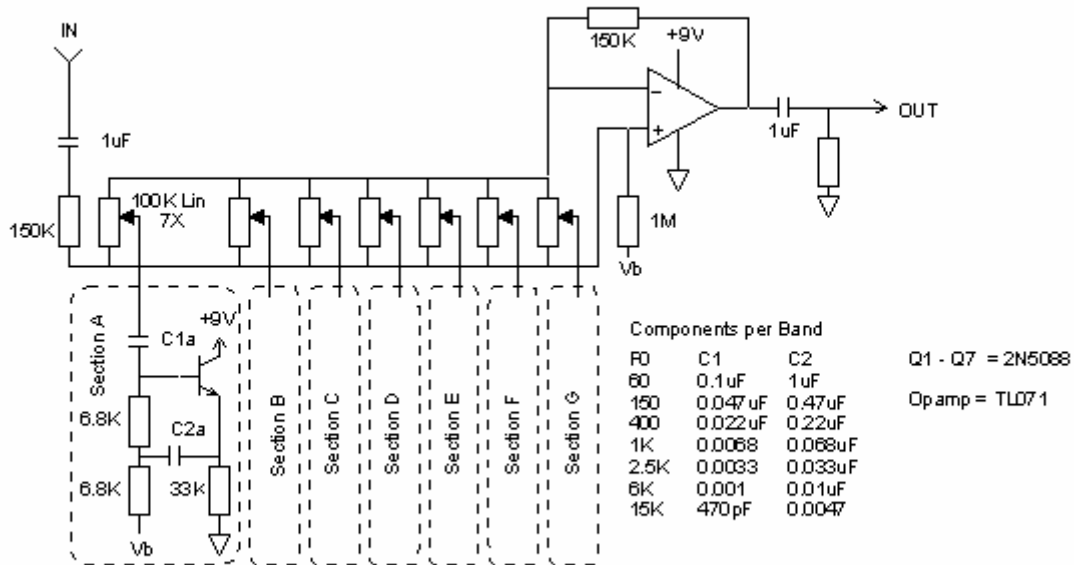 IN
150K
+9V
−
+
1uF
OUT
1uF
100K Lin
7X
150K
1M
Vb
Section A
C1a
+9V
6.8K
C2a
6.8K
33K
Vb
Section B
Section C
Section D
Section E
Section F
Section G
Components per Band
F0 C1 C2
60 0.1uF 1uF
150 0.047uF 0.47uF
400 0.022uF 0.22uF
1K 0.0068 0.068uF
2.5K 0.0033 0.033uF
6K 0.001 0.01uF
15K 470pF 0.0047
Q1 - Q7 = 2N5088
Opamp = TL071